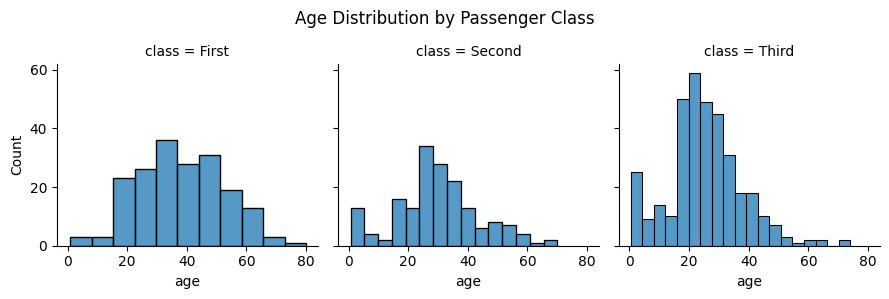 Age Distribution by Passenger Class
class = First
class = Second
class = Third
60
40
20
0
Count
0 20 40 60 80
0 20 40 60 80
0 20 40 60 80
age
age
age